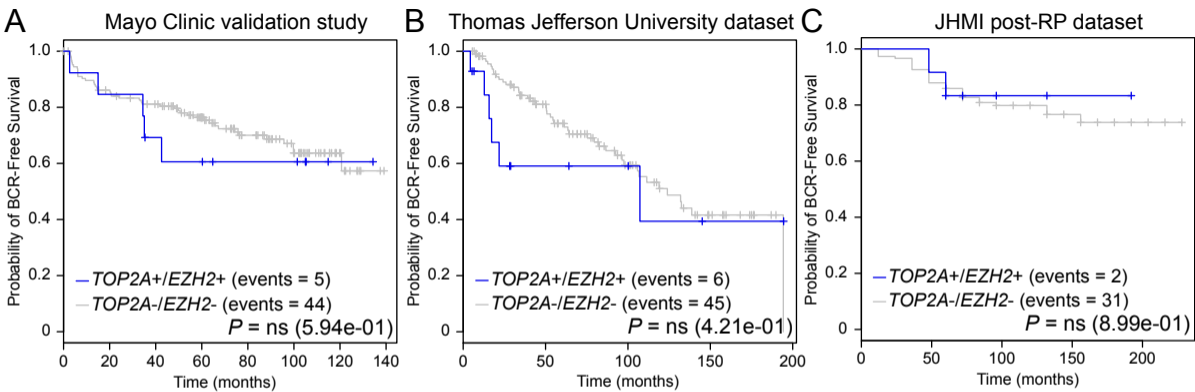 A
Mayo Clinic validation study
Probability of BCR-Free Survival
1.0
0.8
0.6
0.4
0.2
0
TOP2A+/EZH2+ (events = 5)
TOP2A-/EZH2- (events = 44)
P = ns (5.94e-01)
0 20 40 60 80 100 120 140
Time (months)
B
Thomas Jefferson University dataset
Probability of BCR-Free Survival
1.0
0.8
0.6
0.4
0.2
0
TOP2A+/EZH2+ (events = 6)
TOP2A-/EZH2- (events = 45)
P = ns (4.21e-01)
0 50 100 150 200
Time (months)
C
JHMI post-RP dataset
Probability of BCR-Free Survival
1.0
0.8
0.6
0.4
0.2
0
TOP2A+/EZH2+ (events = 2)
TOP2A-/EZH2- (events = 31)
P = ns (8.99e-01)
0 50 100 150 200
Time (months)